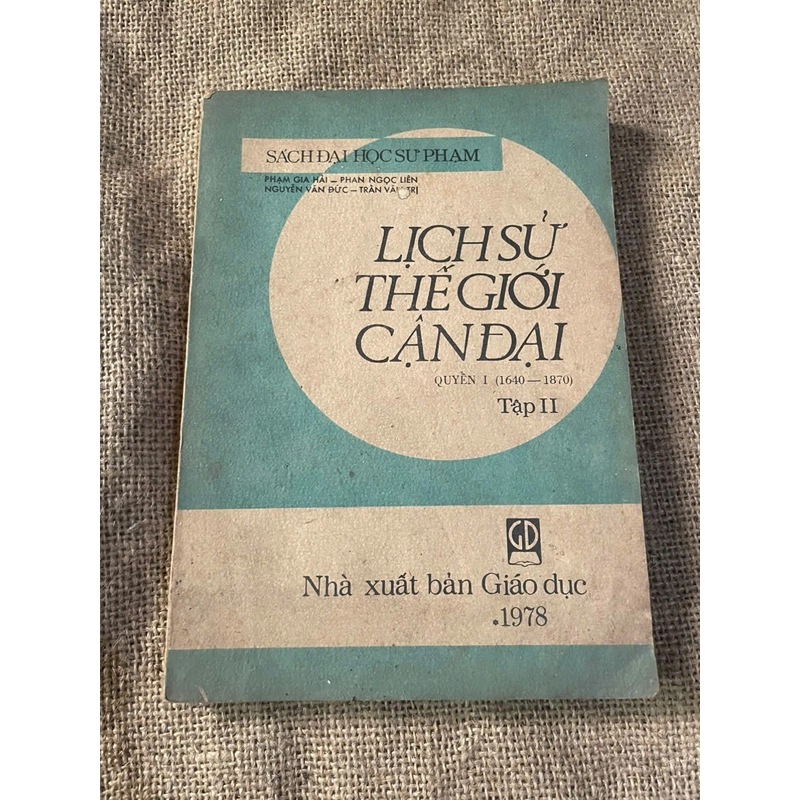 SÁCH ĐẠI HỌC SƯ PHẠM
PHẠM GIA HẢI – PHAN NGỌC LIÊN
NGUYỄN VĂN ĐỨC – TRẦN VĂN TRỊ
LỊCH SỬ
THẾ GIỚI
CẬN ĐẠI
QUYỂN I (1640 — 1870)
Tập II
GD
Nhà xuất bản Giáo dục
1978